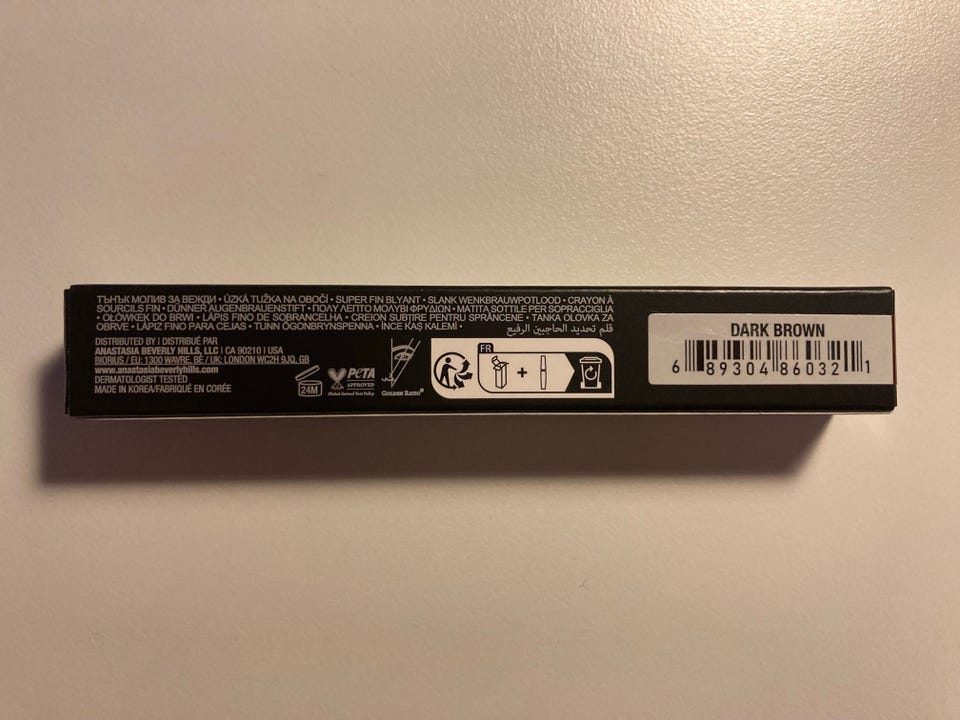 ТЪНЪК МОЛИВ ЗА ВЕЖДИ • ÚZKÁ TUŽKA NA OBOČÍ • SUPER FIN BLYANT • SLANK WENKBRAUWPOTLOOD • CRAYON À
SOURCILS FIN • DÜNNER AUGENBRAUENSTIFT • ΠΟΛΥ ΛΕΠΤΟ ΜΟΛΥΒΙ ΦΡΥΔΙΩΝ • MATITA SOTTILE PER SOPRACCIGLIA
• OŁÓWKEK DO BRWI • LÁPIS FINO DE SOBRANCELHA • CREION SUBȚIRE PENTRU SPRÂNCENE • TANKA OLOVKA ZA
OBRVE • LÁPIZ FINO PARA CEJAS • TUNN ÖGONBRYNSPENNA • İNCE KAŞ KALEMİ • قلم تحديد الحاجبين الرفيع
DISTRIBUTED BY | DISTRIBUÉ PAR
ANASTASIA BEVERLY HILLS, LLC | CA 90210 | USA
BIORIUS / EU: 1300 WAVRE, BE / UK: LONDON WC2H 9JQ, GB
www.anastasiabeverlyhills.com
DERMATOLOGIST TESTED
MADE IN KOREA/FABRIQUÉ EN CORÉE
24M
PETA
APPROVED
Global Animal Test Policy
GOLDEN RATIO®
FR
+
DARK BROWN
6 89304 86032 1